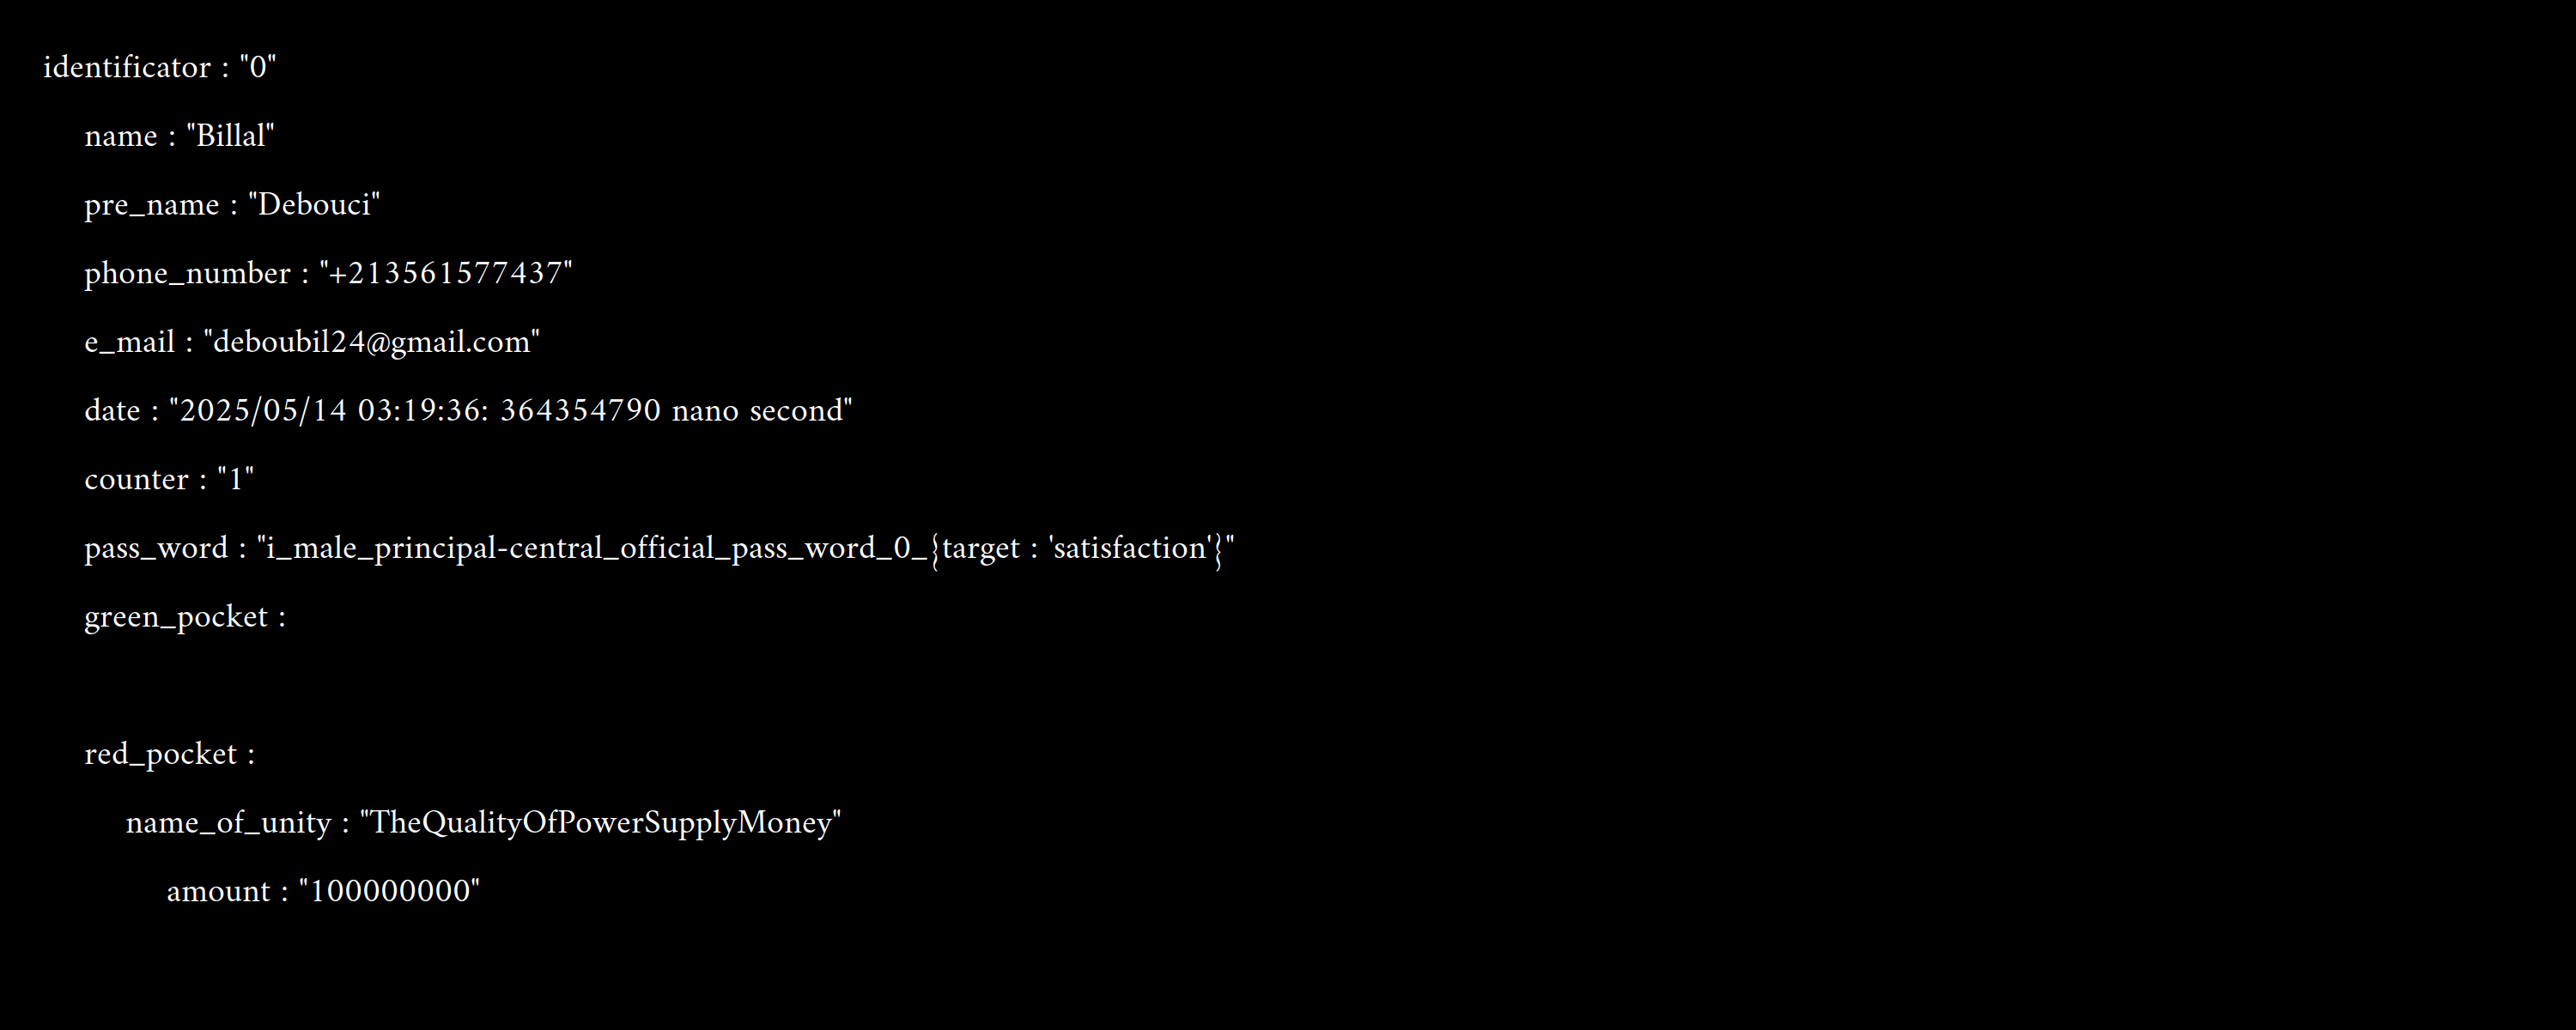 identificator : "0"
name : "Billal"
pre_name : "Debouci"
phone_number : "+213561577437"
e_mail : "deboubil24@gmail.com"
date : "2025/05/14 03:19:36: 364354790 nano second"
counter : "1"
pass_word : "i_male_principal-central_official_pass_word_0_{target : 'satisfaction'}"
green_pocket :
red_pocket :
name_of_unity : "TheQualityOfPowerSupplyMoney"
amount : "100000000"